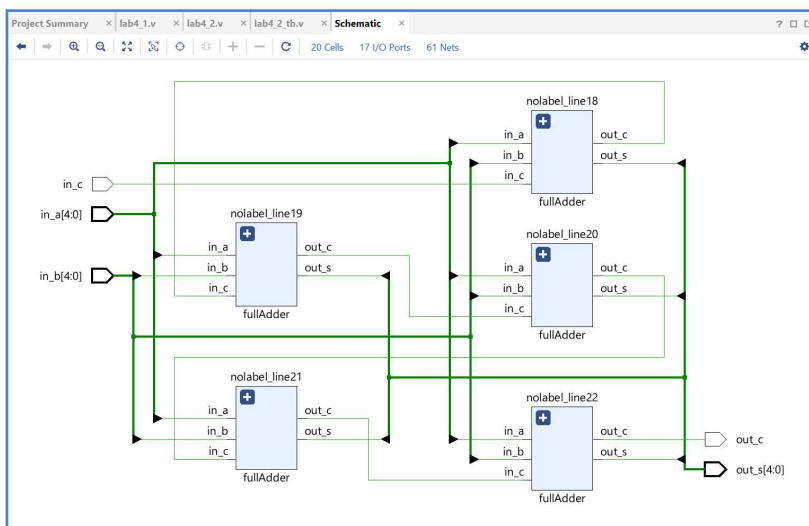 Project Summary × lab4_1.v × lab4_2.v × lab4_2_tb.v × Schematic × ?
20 Cells 17 I/O Ports 61 Nets
nolabel_line18
in_a out_c
in_b out_s
in_c
fullAdder
in_c
in_a[4:0]
in_b[4:0]
nolabel_line19
in_a out_c
in_b out_s
in_c
fullAdder
nolabel_line20
in_a out_c
in_b out_s
in_c
fullAdder
nolabel_line21
in_a out_c
in_b out_s
in_c
fullAdder
nolabel_line22
in_a out_c
in_b out_s
in_c
fullAdder
out_c
out_s[4:0]